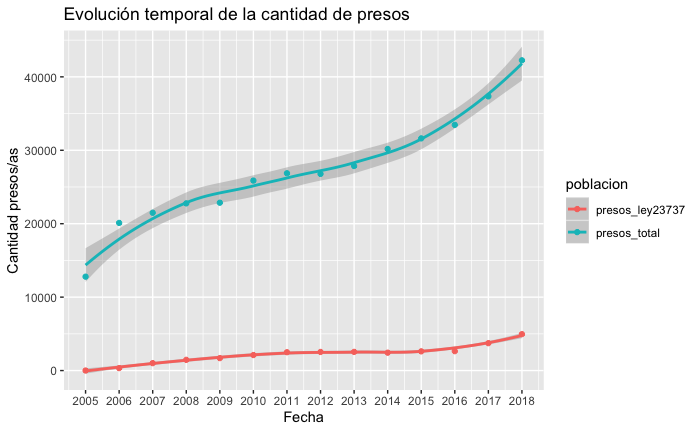 Evolución temporal de la cantidad de presos
Cantidad presos/as
40000
30000
20000
10000
0
2005 2006 2007 2008 2009 2010 2011 2012 2013 2014 2015 2016 2017 2018
Fecha
poblacion
presos_ley23737
presos_total